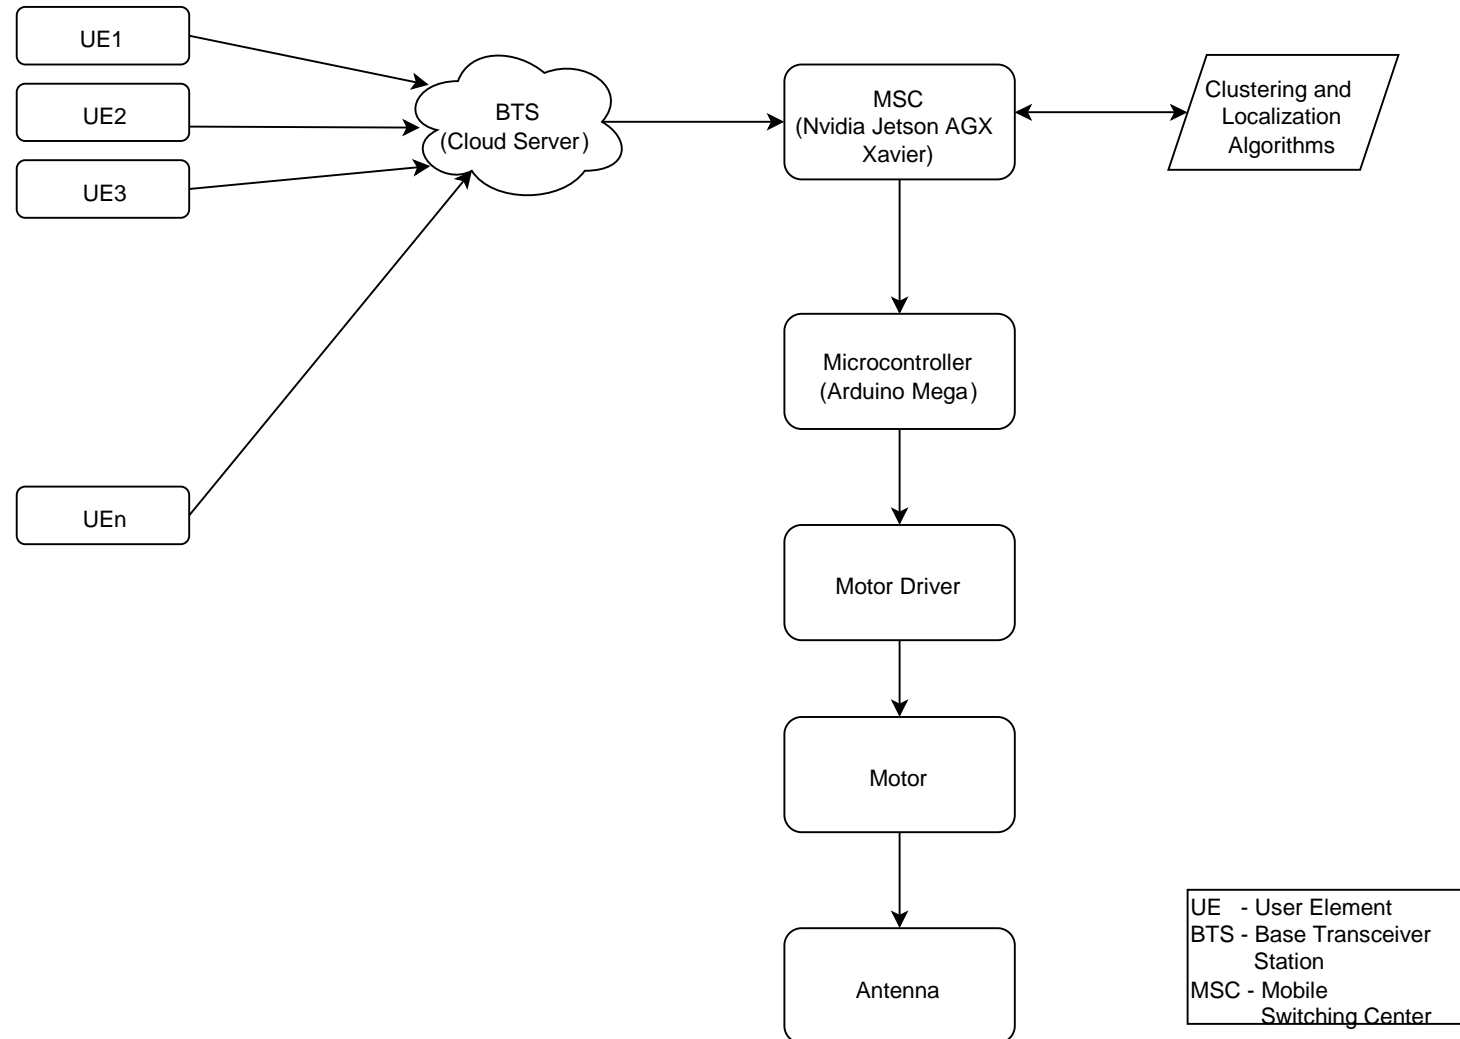 UE1
UE2
UE3
UEn
BTS
(Cloud Server)
MSC
(Nvidia Jetson AGX
Xavier)
Clustering and
Localization
Algorithms
Microcontroller
(Arduino Mega)
Motor Driver
Motor
Antenna
UE - User Element
BTS - Base Transceiver
Station
MSC - Mobile
Switching Center